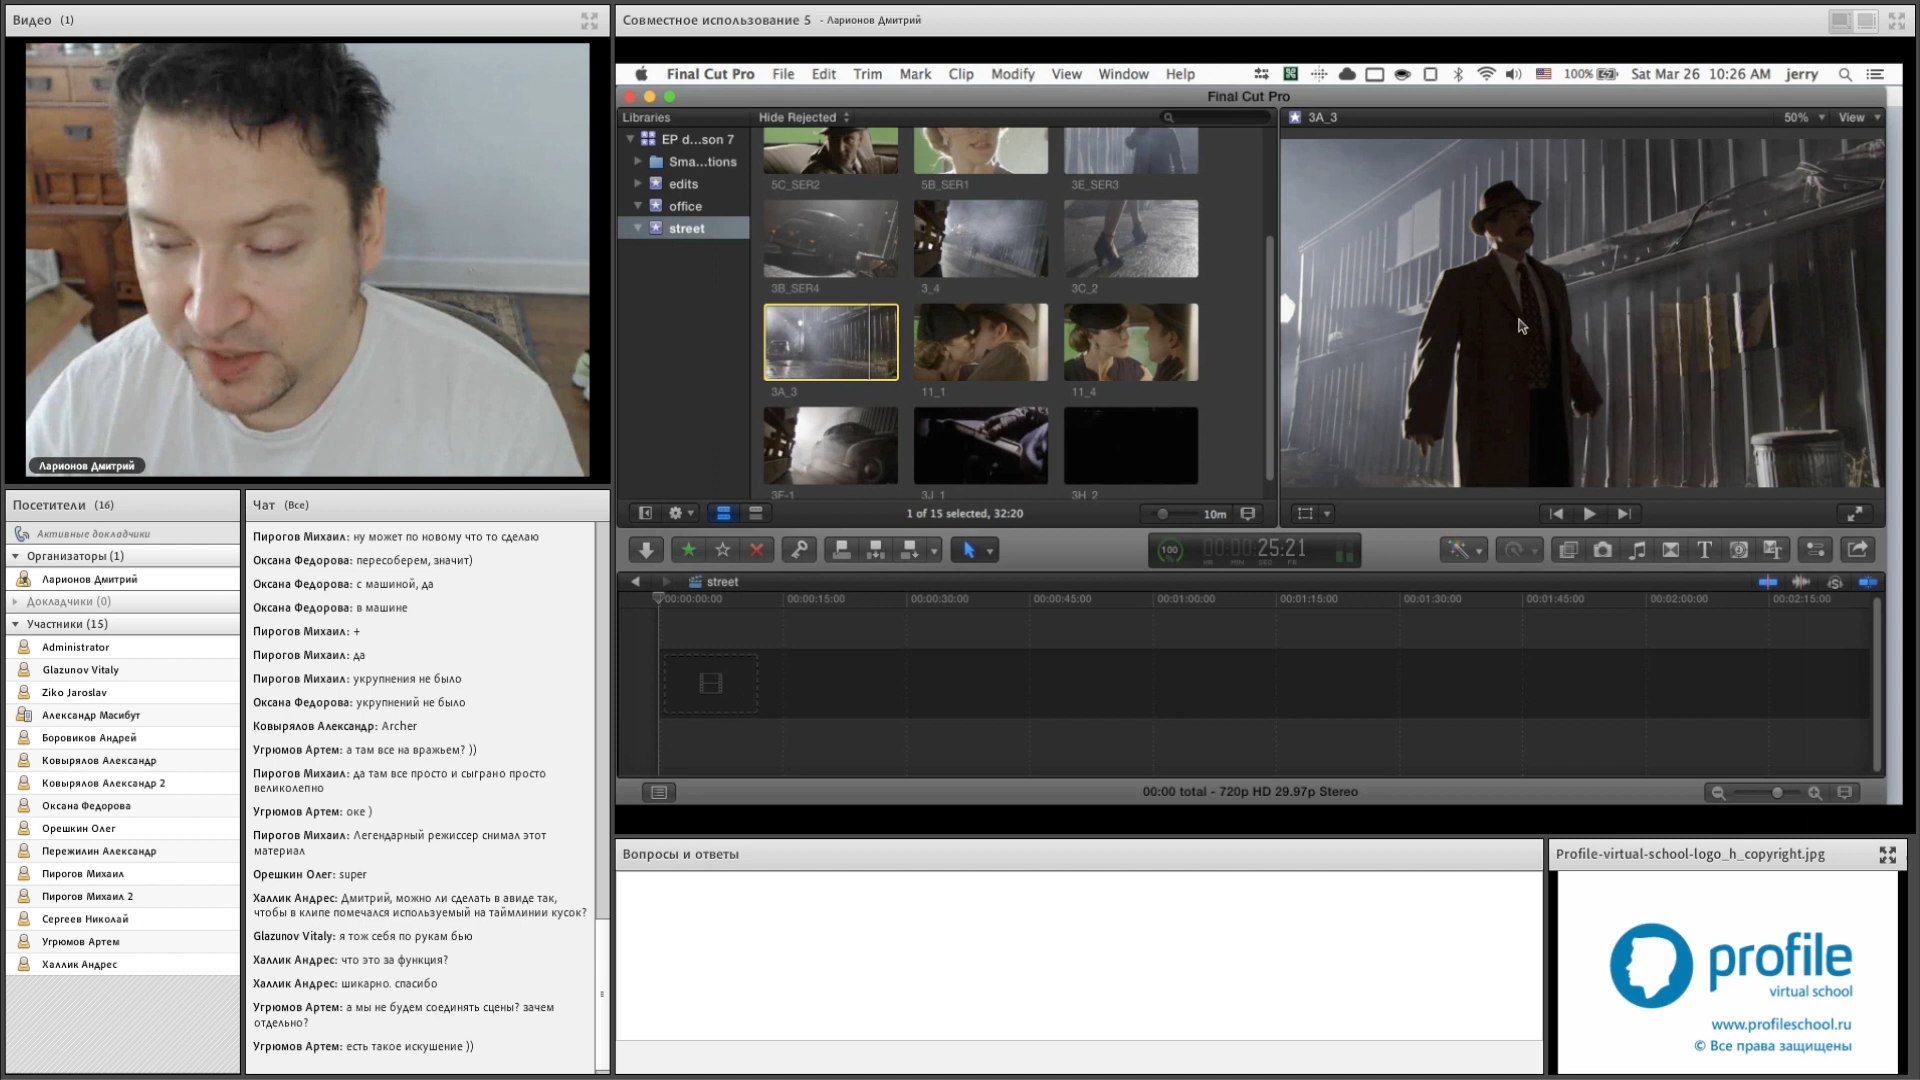 Видео (1)
Ларионов Дмитрий
Посетители (16)
Активные докладчики
Организаторы (1)
Ларионов Дмитрий
Докладчики (0)
Участники (15)
Administrator
Glazunov Vitaly
Ziko Jaroslav
Александр Масибут
Боровиков Андрей
Ковырялов Александр
Ковырялов Александр 2
Оксана Федорова
Орешкин Олег
Пережилин Александр
Пирогов Михаил
Пирогов Михаил 2
Сергеев Николай
Угрюмов Артем
Халлик Андрес
Чат (Все)
Пирогов Михаил: ну может по новому что то сделаю
Оксана Федорова: пересоберем, значит)
Оксана Федорова: с машиной, да
Оксана Федорова: в машине
Пирогов Михаил: +
Пирогов Михаил: да
Пирогов Михаил: укрупнения не было
Оксана Федорова: укрупнений не было
Ковырялов Александр: Archer
Угрюмов Артем: а там все на вражьем? ))
Пирогов Михаил: да там все просто и сыграно просто
великолепно
Угрюмов Артем: оке )
Пирогов Михаил: Легендарный режиссер снимал этот
материал
Орешкин Олег: super
Халлик Андрес: Дмитрий, можно ли сделать в авиде так,
чтобы в клипе помечался используемый на таймлинии кусок?
Glazunov Vitaly: я тож себя по рукам бью
Халлик Андрес: что это за функция?
Халлик Андрес: шикарно. спасибо
Угрюмов Артем: а мы не будем соединять сцены? зачем
отдельно?
Угрюмов Артем: есть такое искушение ))
Совместное использование 5 - Ларионов Дмитрий
Final Cut Pro File Edit Trim Mark Clip Modify View Window Help 100% Sat Mar 26 10:26 AM jerry
Final Cut Pro
Libraries
Hide Rejected
3A_3
50% View
EP d...son 7
Sma...tions
edits
office
street
5C_SER2 5B_SER1 3E_SER3
3B_SER4 3_4 3C_2
3A_3 11_1 11_4
3F-1 3J_1 3H_2
1 of 15 selected, 32:20
10m
100 00:00:25:21
HR MIN SEC FR
street
00:00:00:00 00:00:15:00 00:00:30:00 00:00:45:00 00:01:00:00 00:01:15:00 00:01:30:00 00:01:45:00 00:02:00:00 00:02:15:00
00:00 total - 720p HD 29.97p Stereo
Вопросы и ответы
Profile-virtual-school-logo_h_copyright.jpg
profile
virtual school
www.profileschool.ru
© Все права защищены